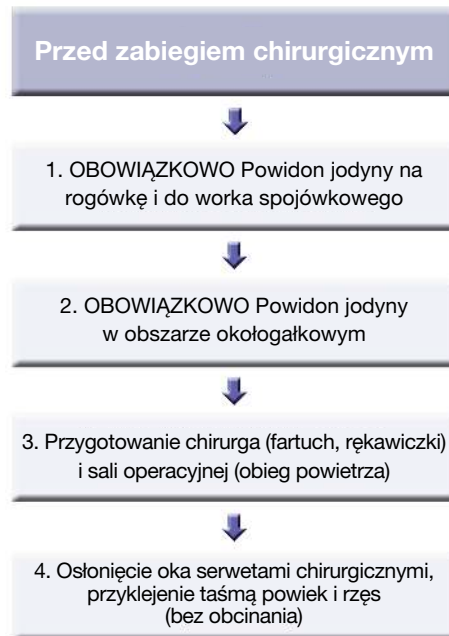 Przed zabiegiem chirurgicznym
1. OBOWIĄZKOWO Powidon jodyny na
rogówkę i do worka spojówkowego
2. OBOWIĄZKOWO Powidon jodyny
w obszarze okołogałkowym
3. Przygotowanie chirurga (fartuch, rękawiczki)
i sali operacyjnej (obieg powietrza)
4. Osłonięcie oka serwetami chirurgicznymi,
przyklejenie taśmą powiek i rzęs
(bez obcinania)